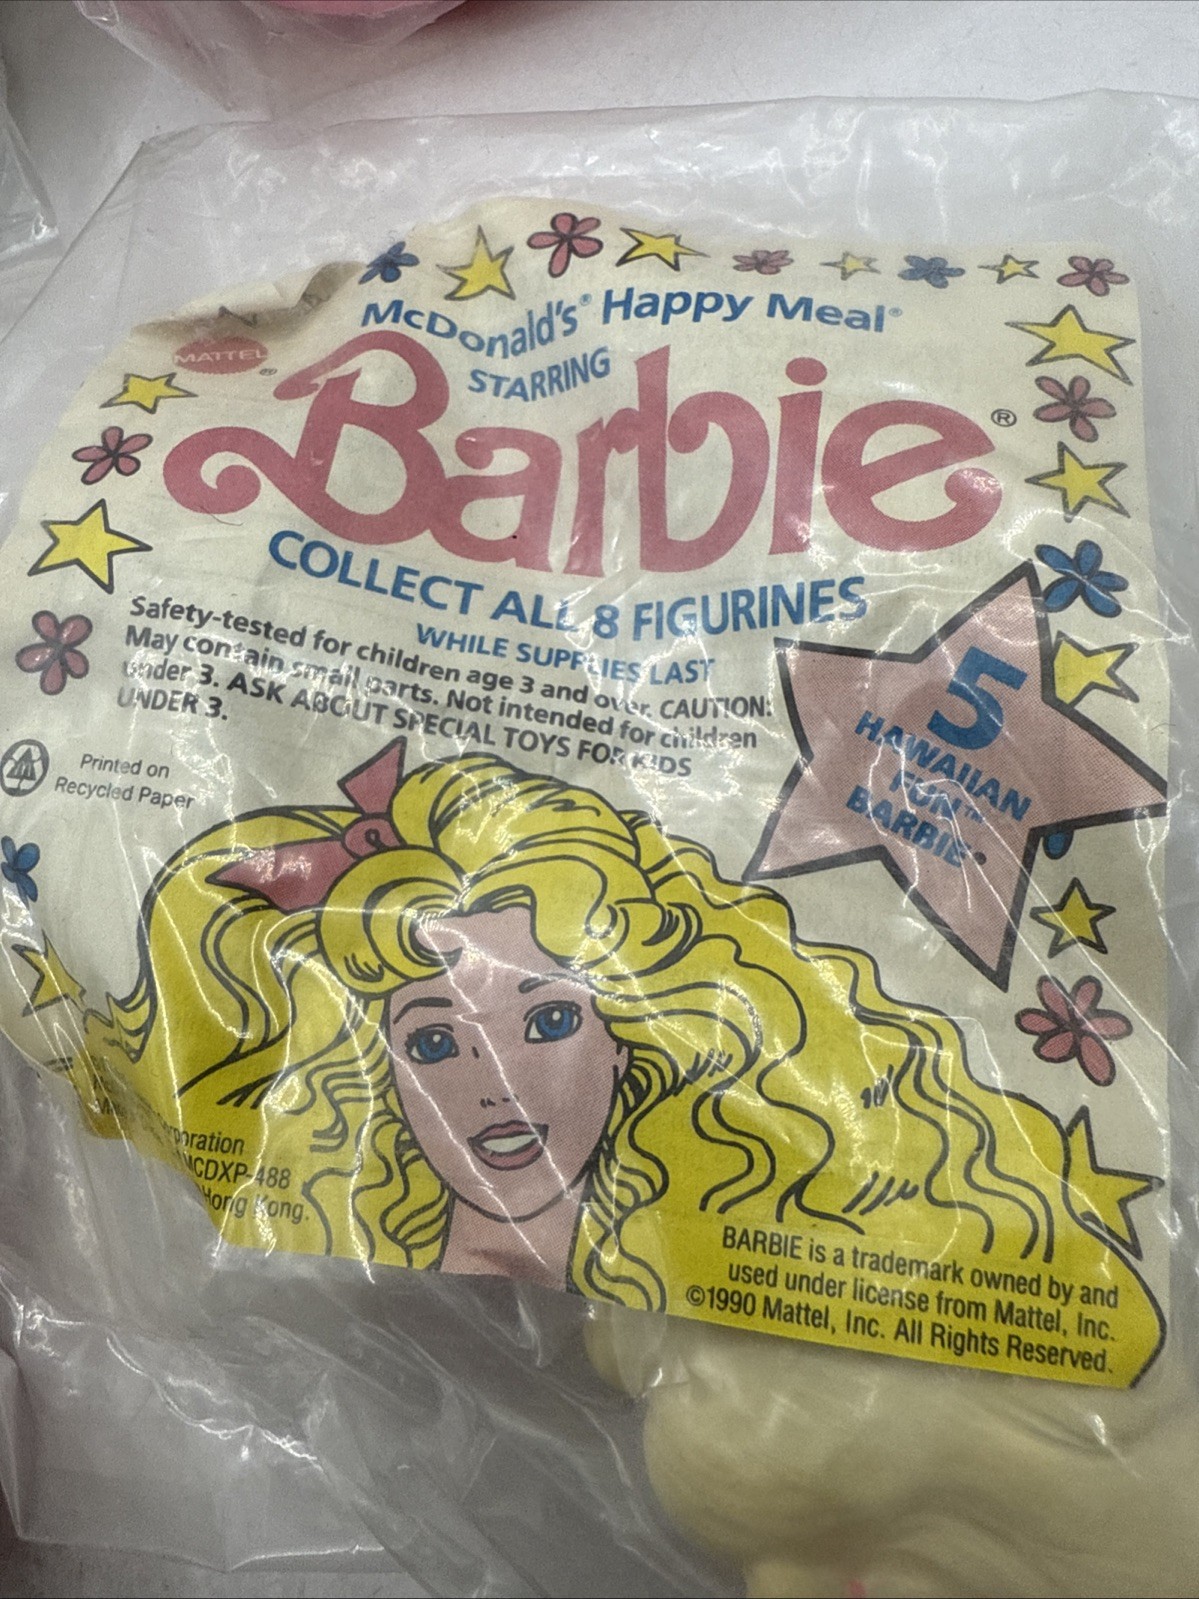 McDonald's® Happy Meal®
MATTEL®
STARRING
Barbie®
COLLECT ALL 8 FIGURINES
WHILE SUPPLIES LAST
Safety-tested for children age 3 and over. CAUTION:
May contain small parts. Not intended for children
under 3. ASK ABOUT SPECIAL TOYS FOR KIDS
UNDER 3.
5
HAWAIIAN
FUN™
BARBIE®
Printed on
Recycled Paper
MCDXP-488
Hong Kong.
BARBIE is a trademark owned by and
used under license from Mattel, Inc.
©1990 Mattel, Inc. All Rights Reserved.